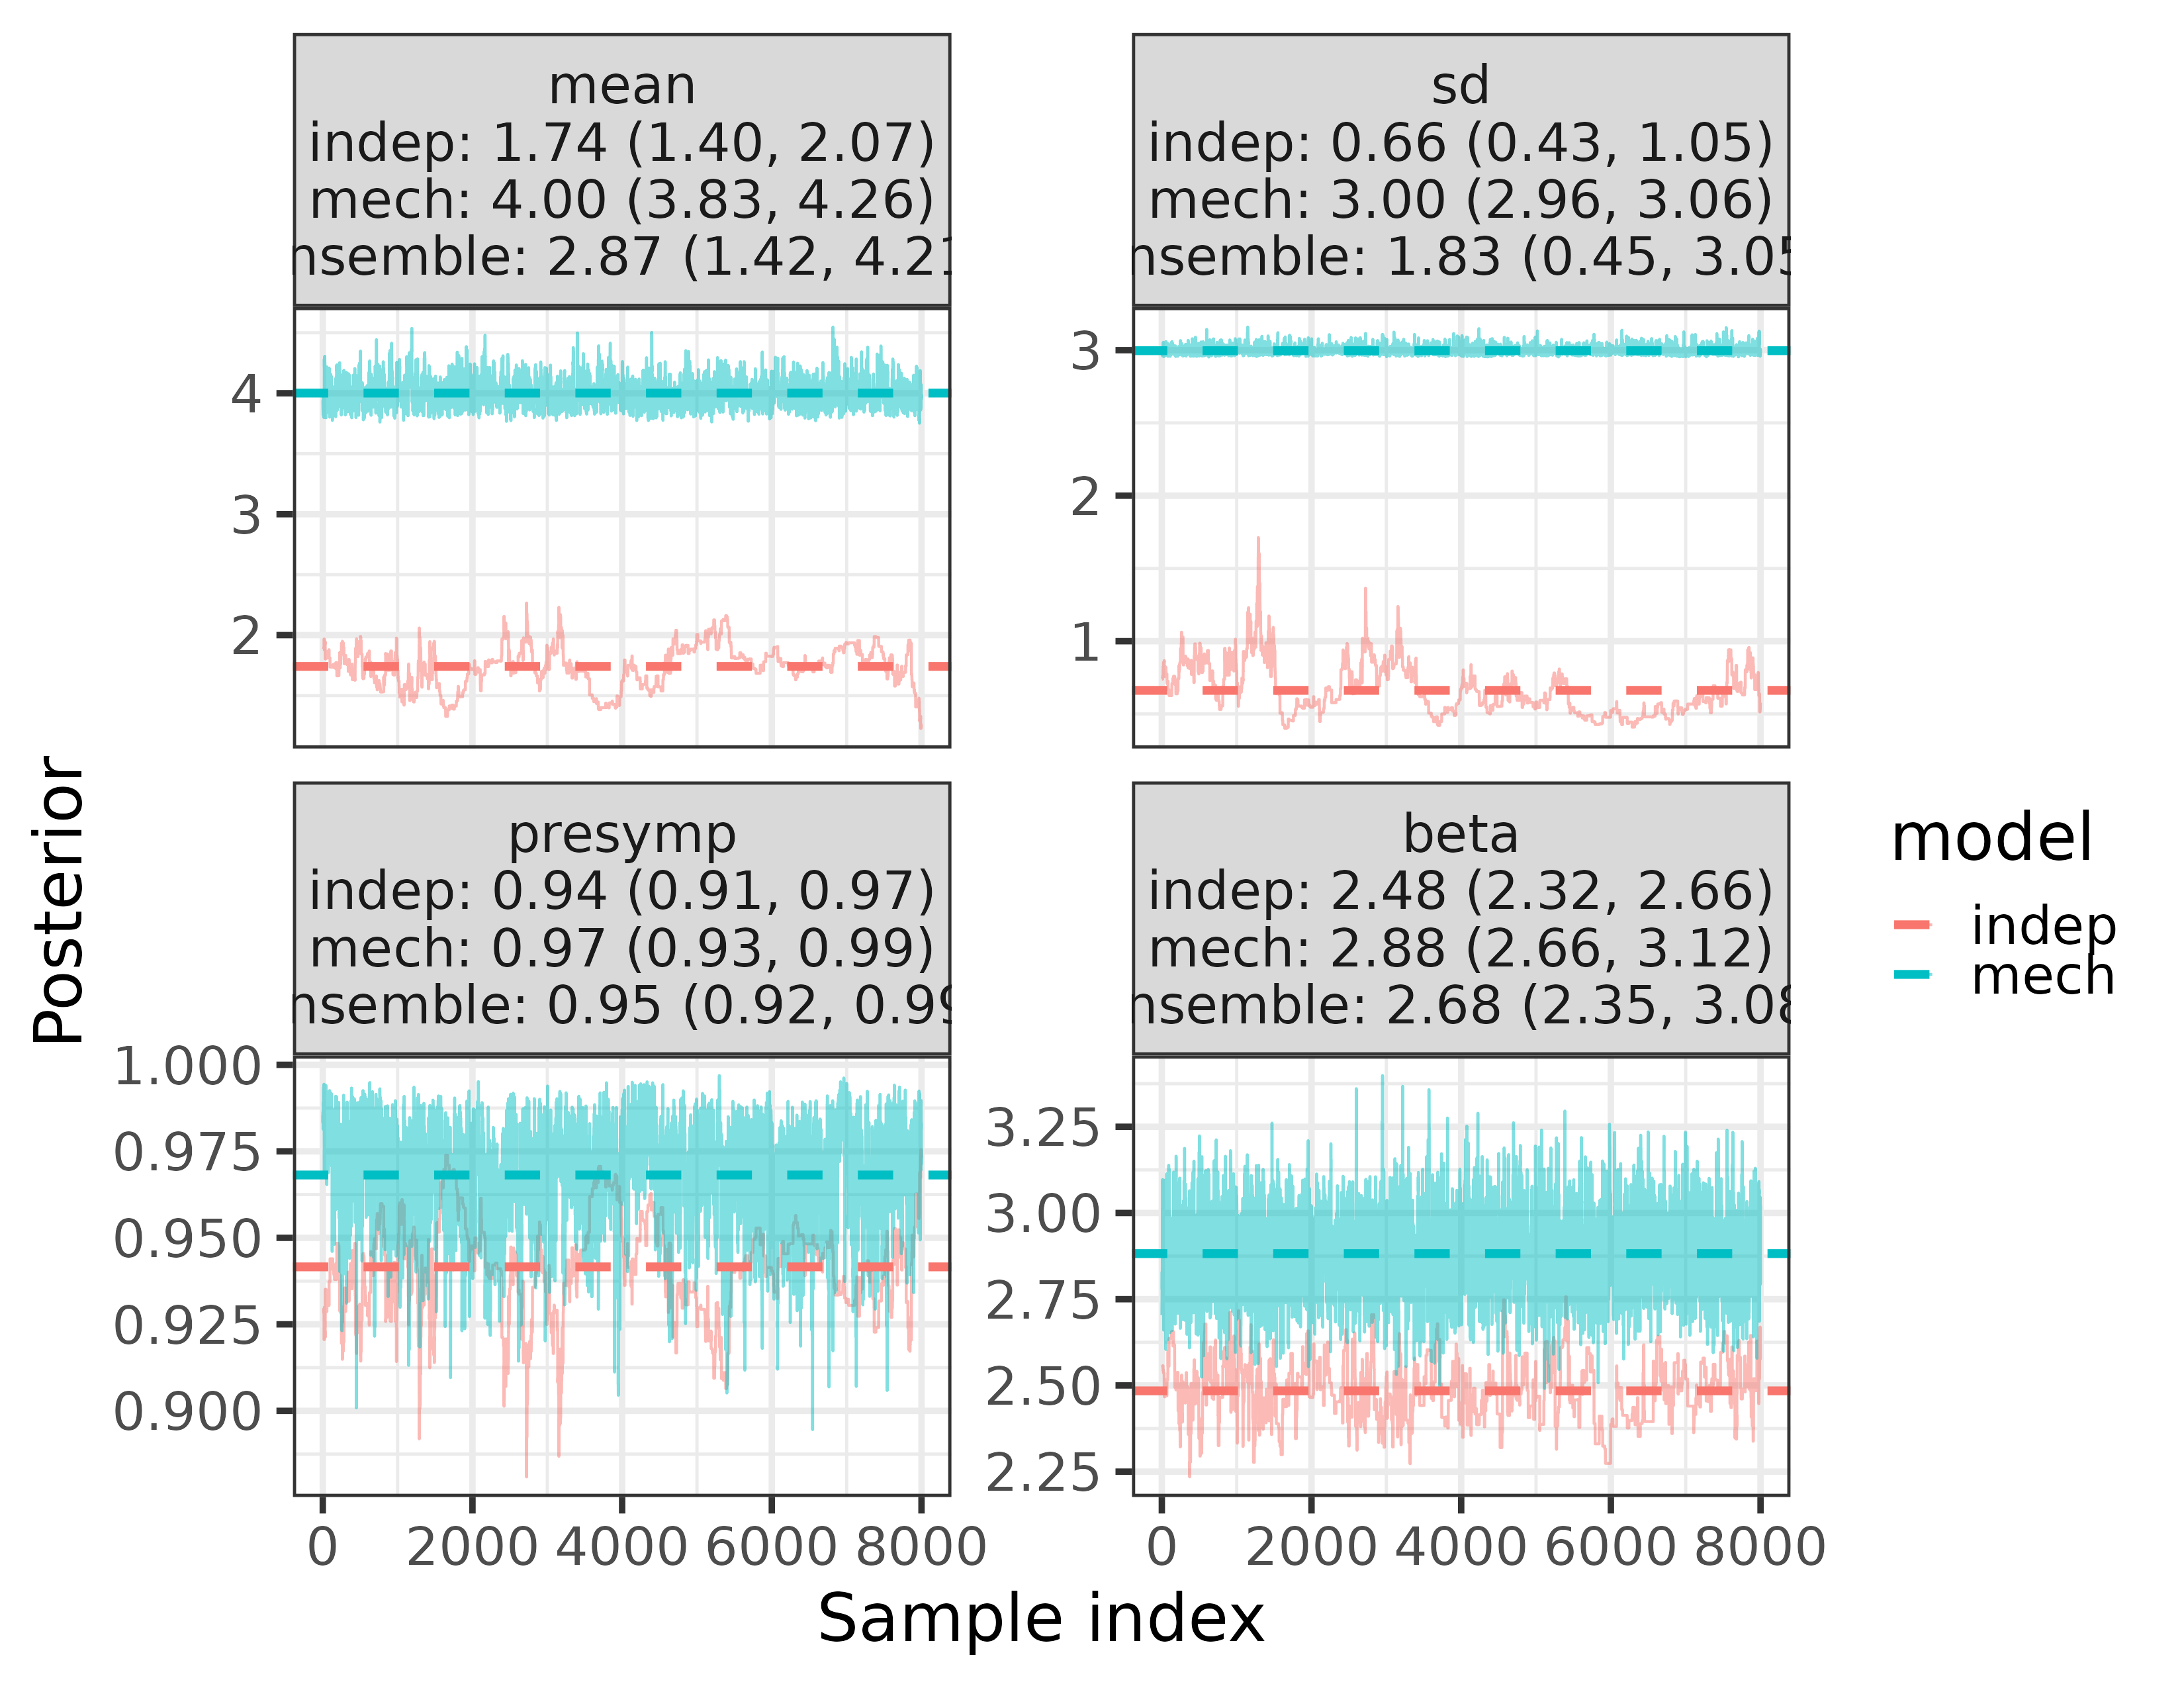 mean
indep: 1.74 (1.40, 2.07)
mech: 4.00 (3.83, 4.26)
nsemble: 2.87 (1.42, 4.21
sd
indep: 0.66 (0.43, 1.05)
mech: 3.00 (2.96, 3.06)
nsemble: 1.83 (0.45, 3.05
4
3
2
3
2
1
presymp
indep: 0.94 (0.91, 0.97)
mech: 0.97 (0.93, 0.99)
nsemble: 0.95 (0.92, 0.99
beta
indep: 2.48 (2.32, 2.66)
mech: 2.88 (2.66, 3.12)
nsemble: 2.68 (2.35, 3.08
1.000
0.975
0.950
0.925
0.900
3.25
3.00
2.75
2.50
2.25
0 2000 4000 6000 8000
0 2000 4000 6000 8000
Sample index
Posterior
model
indep
mech